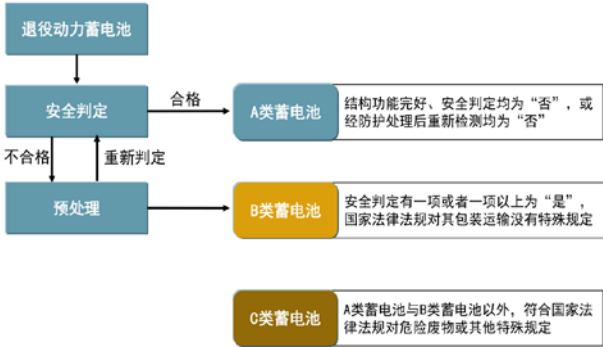 退役动力蓄电池
安全判定
合格
A类蓄电池
结构功能完好、安全判定均为“否”，或
经防护处理后重新检测均为“否”
不合格
重新判定
预处理
B类蓄电池
安全判定有一项或者一项以上为“是”，
国家法律法规对其包装运输没有特殊规定
C类蓄电池
A类蓄电池与B类蓄电池以外，符合国家法
律法规对危险废物或其他特殊规定